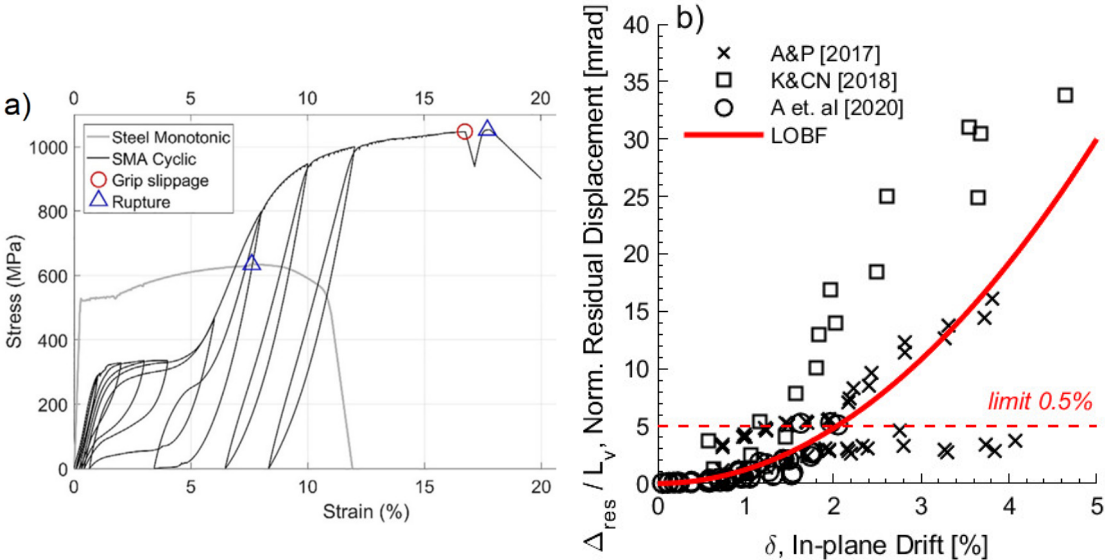 a)
0 5 10 15 20
Steel Monotonic
SMA Cyclic
Grip slippage
Rupture
1000
800
600
400
200
0
Stress (MPa)
0 5 10 15 20
Strain (%)
b)
A&P [2017]
K&CN [2018]
A et. al [2020]
LOBF
limit 0.5%
40
35
30
25
20
15
10
5
0
Δres / Lv, Norm. Residual Displacement [mrad]
0 1 2 3 4 5
δ, In-plane Drift [%]